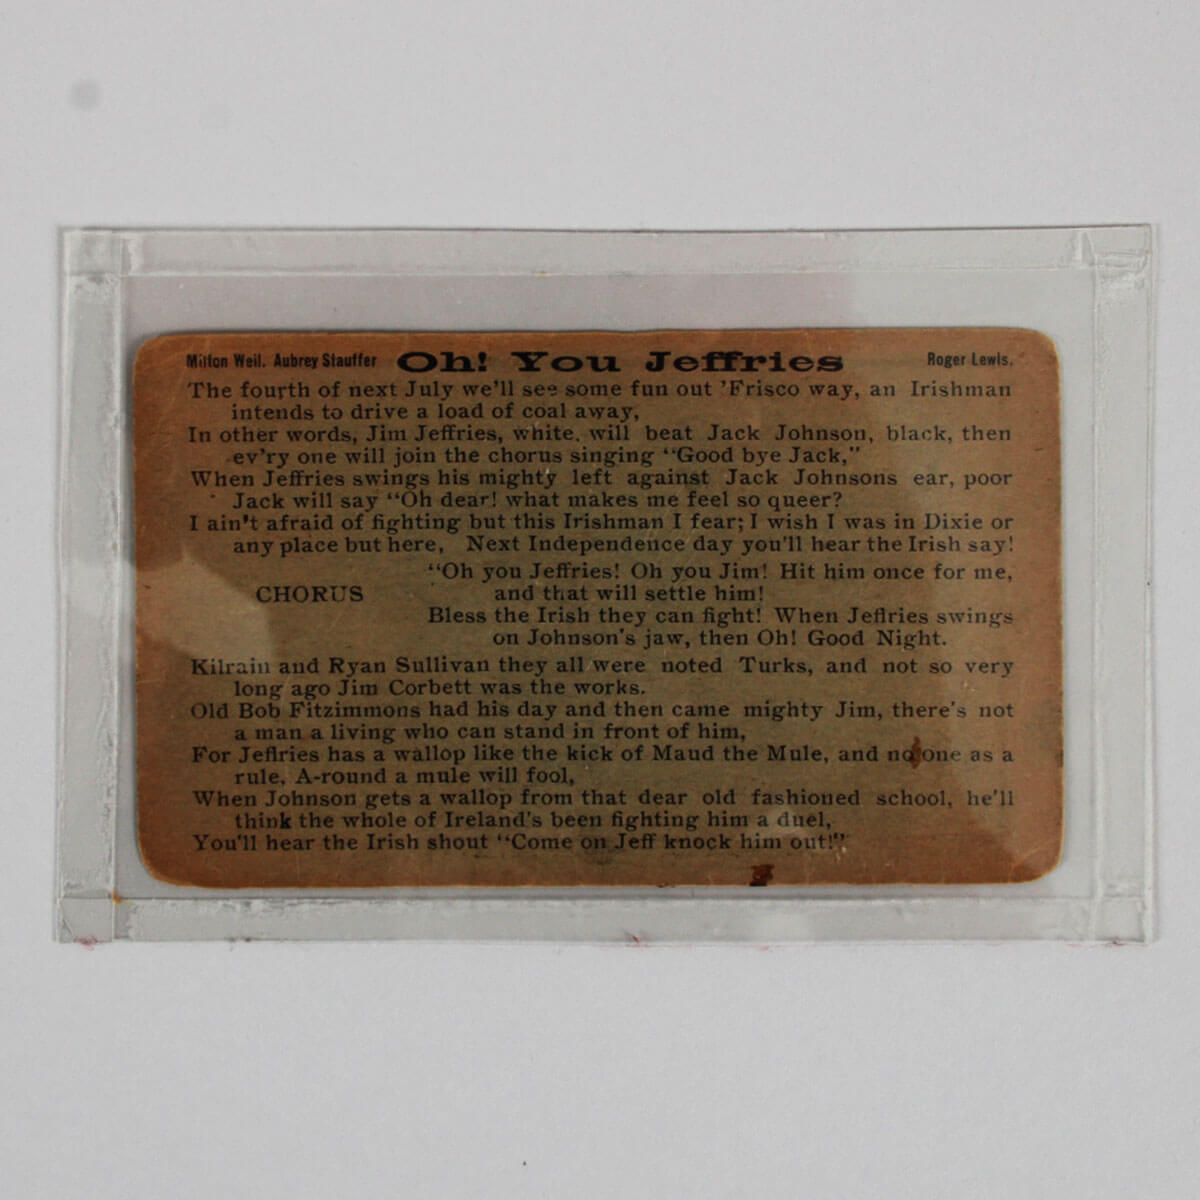 Milton Weil. Aubrey Stauffer Oh! You Jeffries Roger Lewis.
The fourth of next July we'll see some fun out 'Frisco way, an Irishman
intends to drive a load of coal away,
In other words, Jim Jeffries, white. will beat Jack Johnson, black, then
ev'ry one will join the chorus singing "Good bye Jack,"
When Jeffries swings his mighty left against Jack Johnsons ear, poor
Jack will say "Oh dear! what makes me feel so queer?
I ain't afraid of fighting but this Irishman I fear; I wish I was in Dixie or
any place but here, Next Independence day you'll hear the Irish say!
"Oh you Jeffries! Oh you Jim! Hit him once for me,
CHORUS and that will settle him!
Bless the Irish they can fight! When Jeffries swings
on Johnson's jaw, then Oh! Good Night.
Kilrain and Ryan Sullivan they all were noted Turks, and not so very
long ago Jim Corbett was the works.
Old Bob Fitzimmons had his day and then came mighty Jim, there's not
a man a living who can stand in front of him,
For Jeffries has a wallop like the kick of Maud the Mule, and no one as a
rule, A-round a mule will fool,
When Johnson gets a wallop from that dear old fashioned school, he'll
think the whole of Ireland's been fighting him a duel,
You'll hear the Irish shout "Come on Jeff knock him out!"